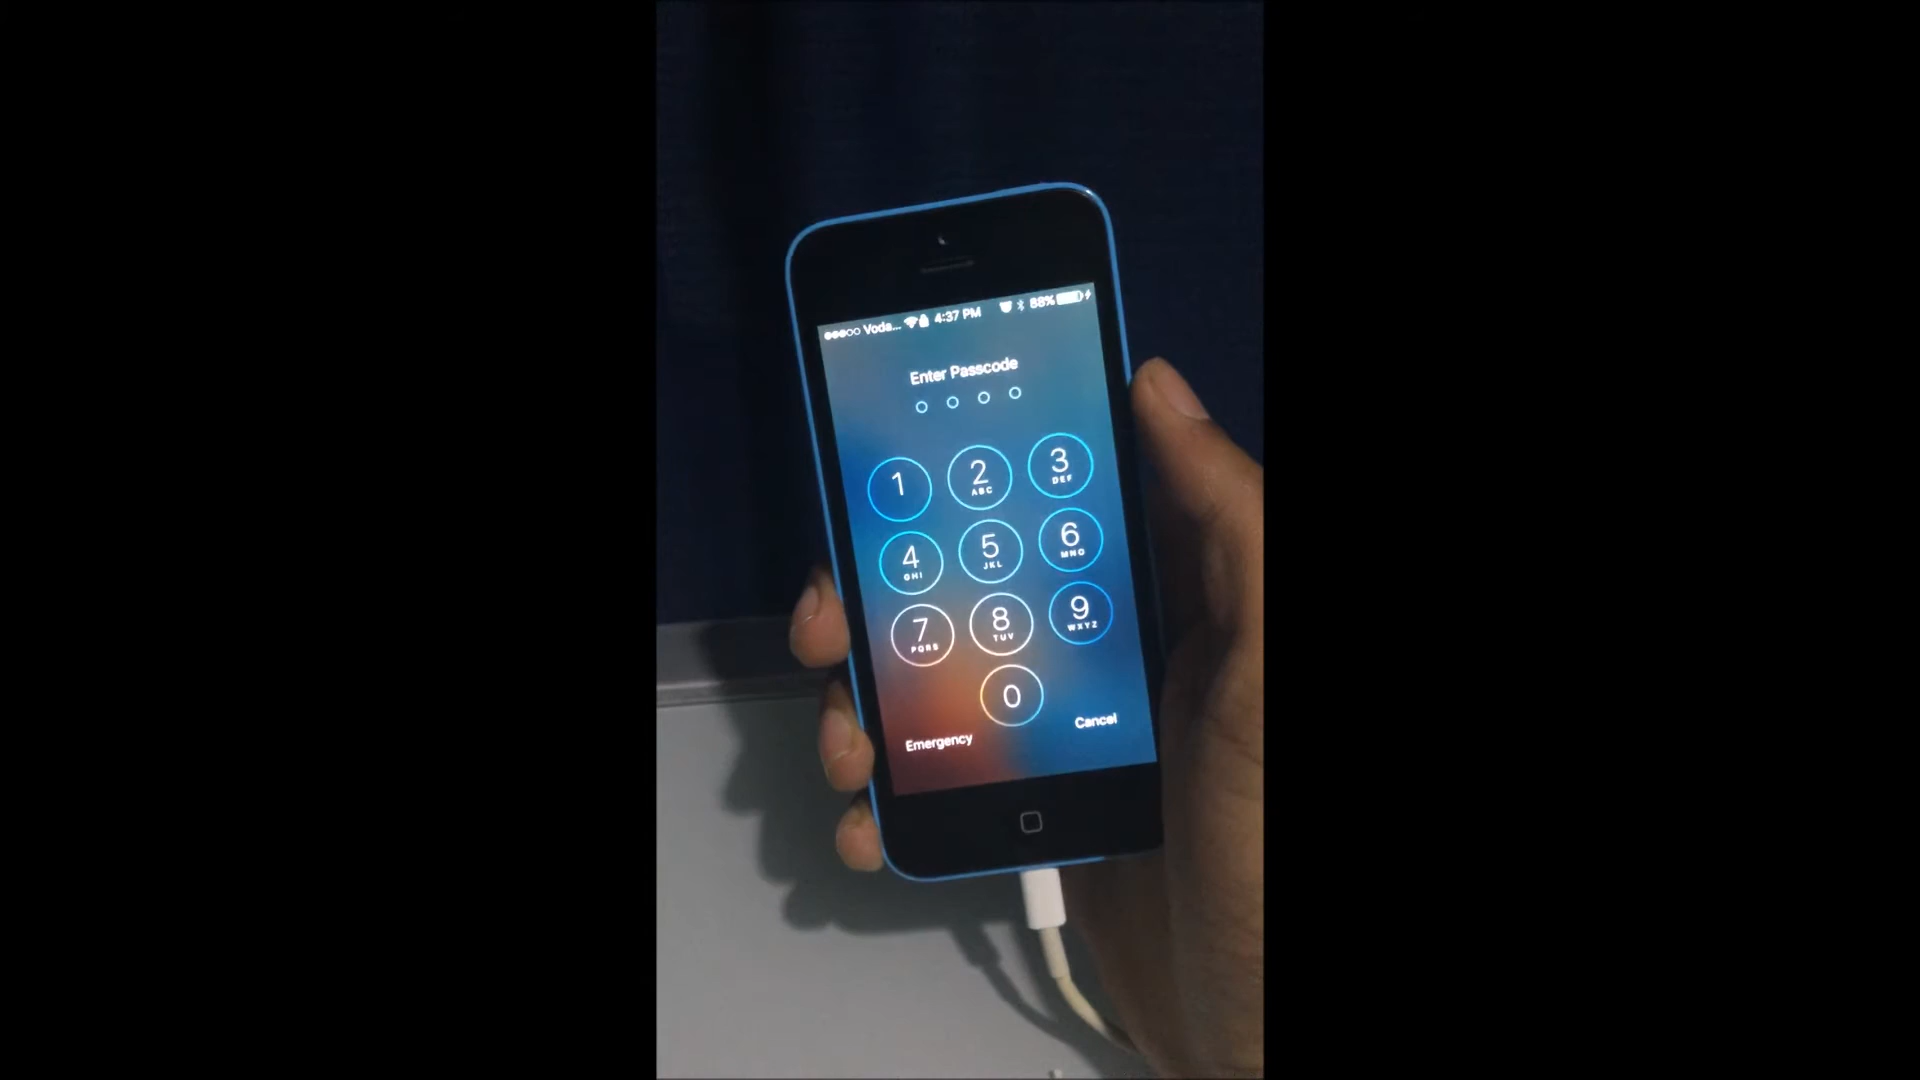 Voda... 4:37 PM 88%
Enter Passcode
1 2 3
ABC DEF
4 5 6
GHI JKL MNO
7 8 9
PQRS TUV WXYZ
0
Emergency Cancel